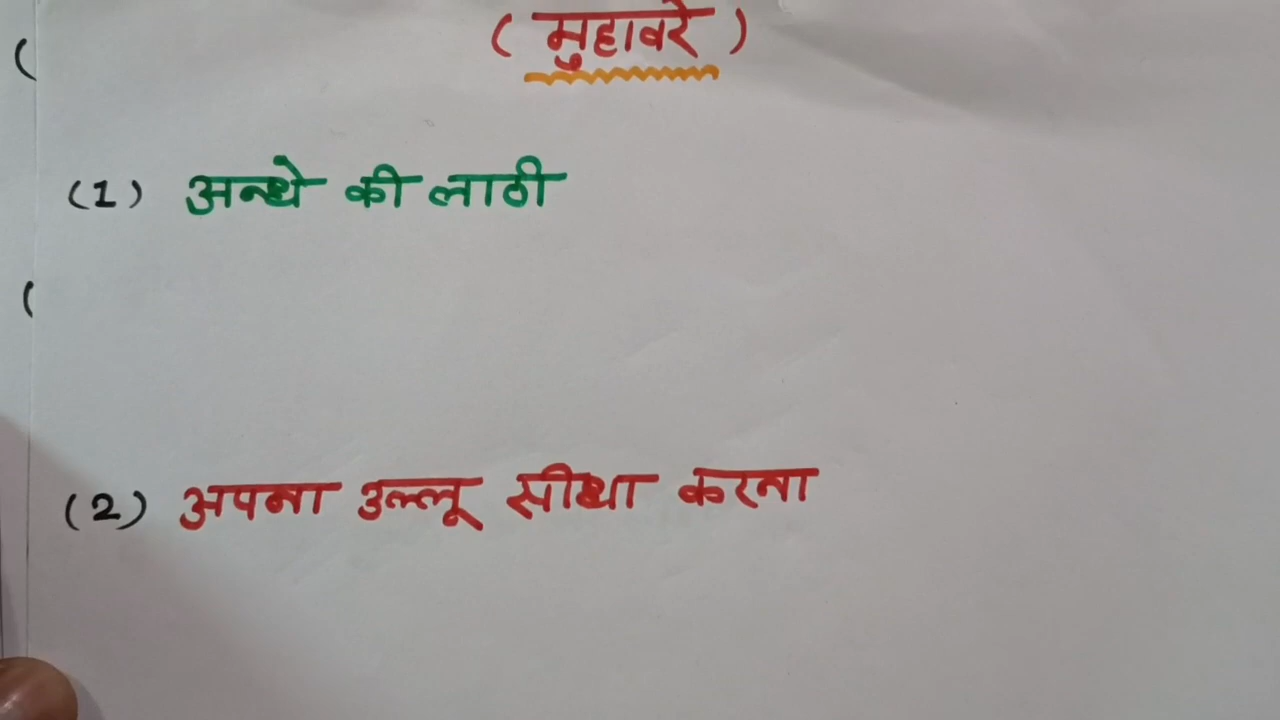 ( मुहावरे )
(1) अन्धे की लाठी
(2) अपना उल्लू सीधा करना